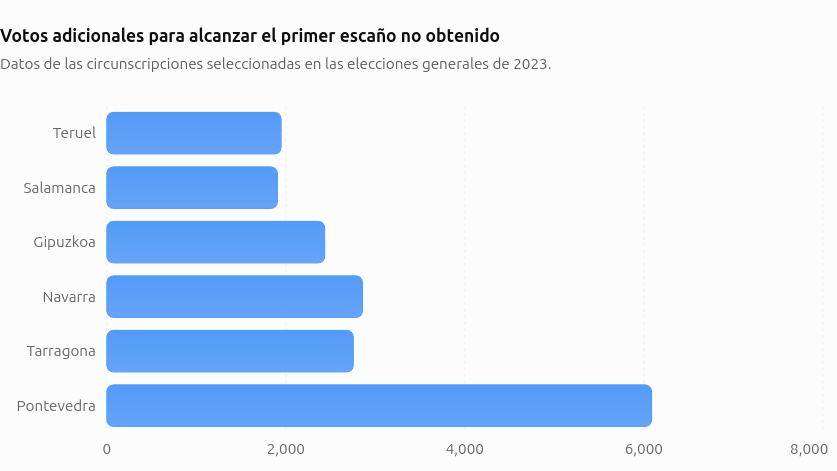 Votos adicionales para alcanzar el primer escaño no obtenido
Datos de las circunscripciones seleccionadas en las elecciones generales de 2023.
Teruel
Salamanca
Gipuzkoa
Navarra
Tarragona
Pontevedra
0 2,000 4,000 6,000 8,000